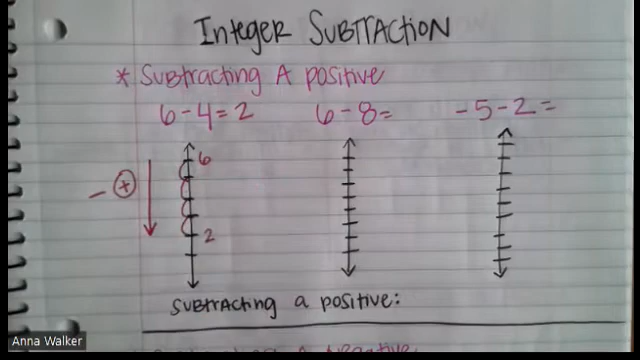 Integer Subtraction
* Subtracting A positive
6 - 4 = 2 6 - 8 = -5 - 2 =
6
- +
2
Subtracting a positive:
Anna Walker